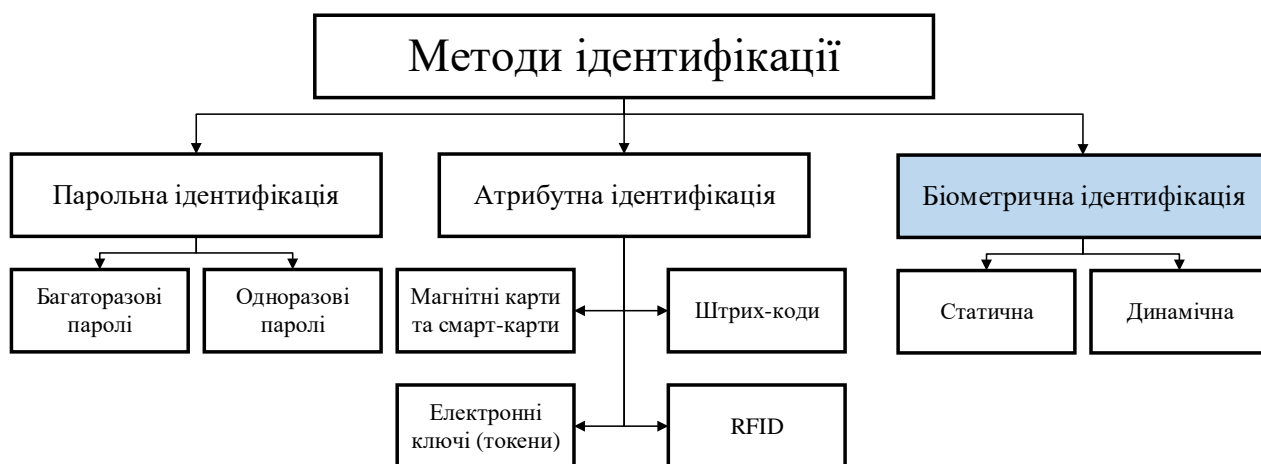 Методи ідентифікації
Парольна ідентифікація
Атрибутна ідентифікація
Біометрична ідентифікація
Багаторазові
паролі
Одноразові
паролі
Магнітні карти
та смарт-карти
Штрих-коди
Статична
Динамічна
Електронні
ключі (токени)
RFID